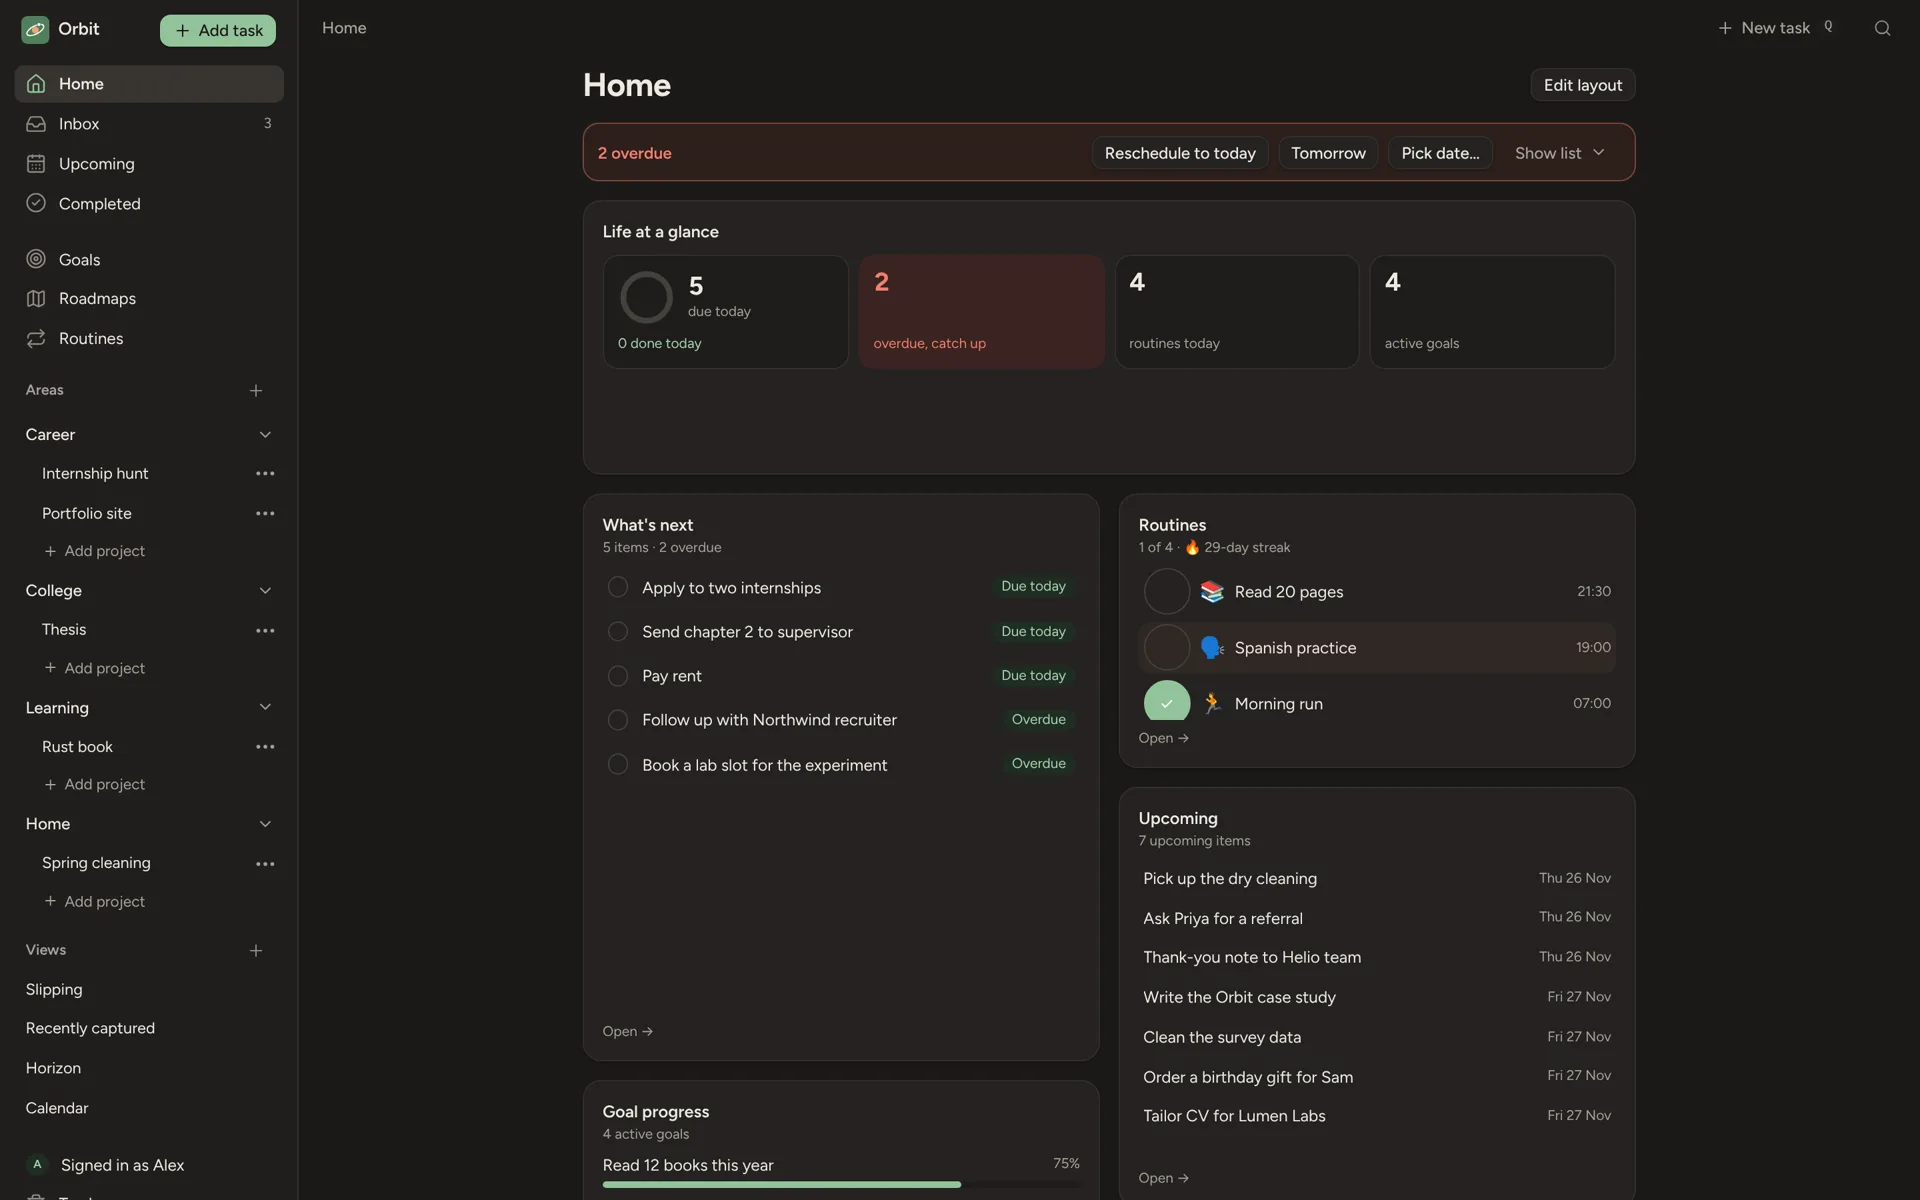 Orbit
+ Add task
Home
Inbox 3
Upcoming
Completed
Goals
Roadmaps
Routines
Areas
Career
Internship hunt
Portfolio site
+ Add project
College
Thesis
+ Add project
Learning
Rust book
+ Add project
Home
Spring cleaning
+ Add project
Views
Slipping
Recently captured
Horizon
Calendar
A Signed in as Alex
Home
+ New task Q
Home
Edit layout
2 overdue
Reschedule to today
Tomorrow
Pick date...
Show list
Life at a glance
5
due today
0 done today
2
overdue, catch up
4
routines today
4
active goals
What's next
5 items · 2 overdue
Apply to two internships Due today
Send chapter 2 to supervisor Due today
Pay rent Due today
Follow up with Northwind recruiter Overdue
Book a lab slot for the experiment Overdue
Open →
Goal progress
4 active goals
Read 12 books this year 75%
Routines
1 of 4 · 🔥 29-day streak
Read 20 pages 21:30
Spanish practice 19:00
Morning run 07:00
Open →
Upcoming
7 upcoming items
Pick up the dry cleaning Thu 26 Nov
Ask Priya for a referral Thu 26 Nov
Thank-you note to Helio team Thu 26 Nov
Write the Orbit case study Fri 27 Nov
Clean the survey data Fri 27 Nov
Order a birthday gift for Sam Fri 27 Nov
Tailor CV for Lumen Labs Fri 27 Nov
Open →